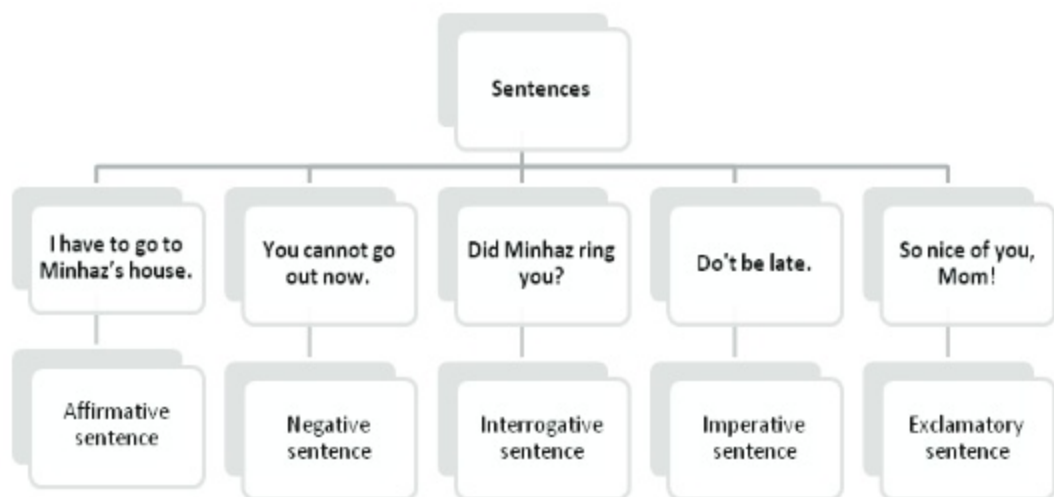 Sentences
I have to go to
Minhaz's house.
You cannot go
out now.
Did Minhaz ring
you?
Do't be late.
So nice of you,
Mom!
Affirmative
sentence
Negative
sentence
Interrogative
sentence
Imperative
sentence
Exclamatory
sentence